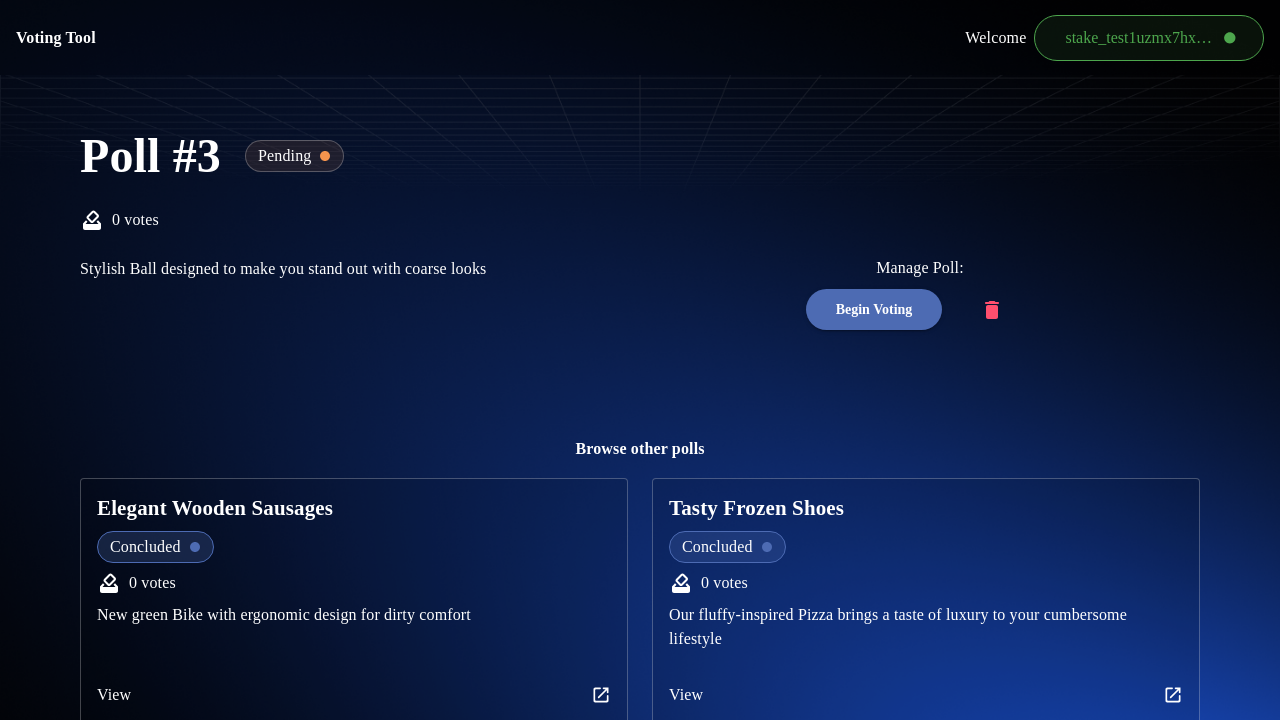 Voting Tool
Welcome
stake_test1uzmx7hx…
Poll #3
Pending
0 votes
Stylish Ball designed to make you stand out with coarse looks
Manage Poll:
Begin Voting
Browse other polls
Elegant Wooden Sausages
Concluded
0 votes
New green Bike with ergonomic design for dirty comfort
View
Tasty Frozen Shoes
Concluded
0 votes
Our fluffy-inspired Pizza brings a taste of luxury to your cumbersome
lifestyle
View